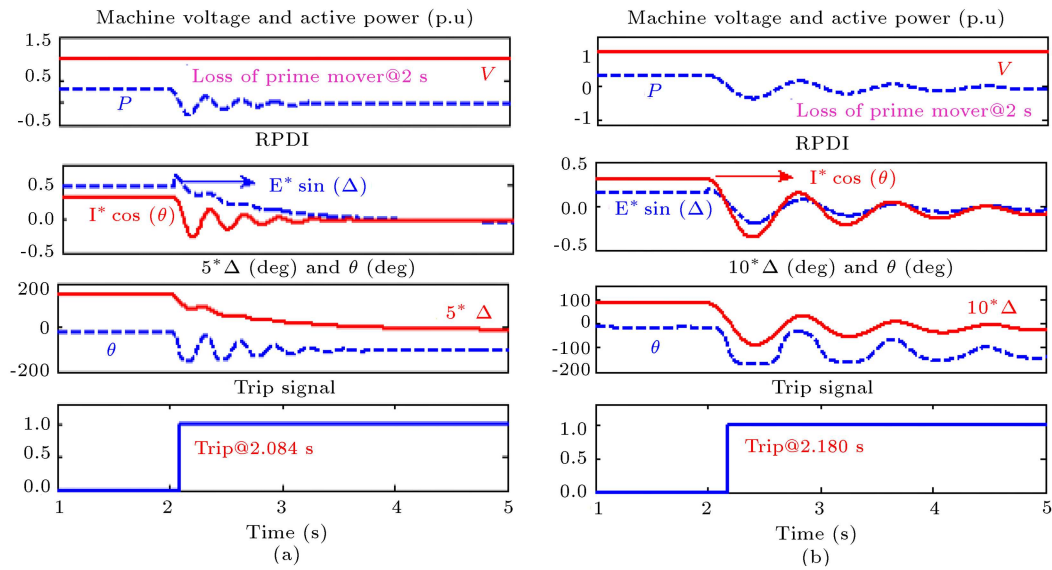 Machine voltage and active power (p.u)
1.5
0.5
-0.5
Loss of prime mover@2 s
V
P
RPDI
0.5
0.0
-0.5
E* sin (Δ)
I* cos (θ)
5*Δ (deg) and θ (deg)
200
0
-200
5* Δ
θ
Trip signal
1.0
0.5
0.0
Trip@2.084 s
1 2 3 4 5
Time (s)
(a)
Machine voltage and active power (p.u)
1
0
-1
V
P
Loss of prime mover@2 s
RPDI
0.5
0.0
-0.5
I* cos (θ)
E* sin (Δ)
10*Δ (deg) and θ (deg)
100
0
-100
-200
10* Δ
θ
Trip signal
1.0
0.5
0.0
Trip@2.180 s
1 2 3 4 5
Time (s)
(b)